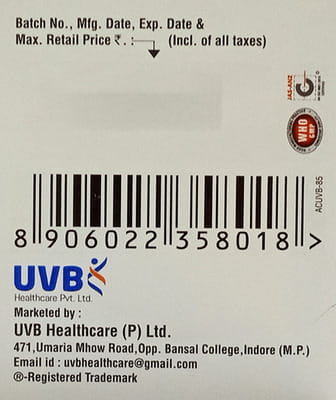 Batch No., Mfg. Date, Exp. Date &
Max. Retail Price ₹. : (Incl. of all taxes)
JAS-ANZ
WHO
GMP
ACUVB-85
8 906022 358018 >
UVB
Healthcare Pvt. Ltd.
Marketed by :
UVB Healthcare (P) Ltd.
471,Umaria Mhow Road,Opp. Bansal College,Indore (M.P.)
Email id : uvbhealthcare@gmail.com
®-Registered Trademark